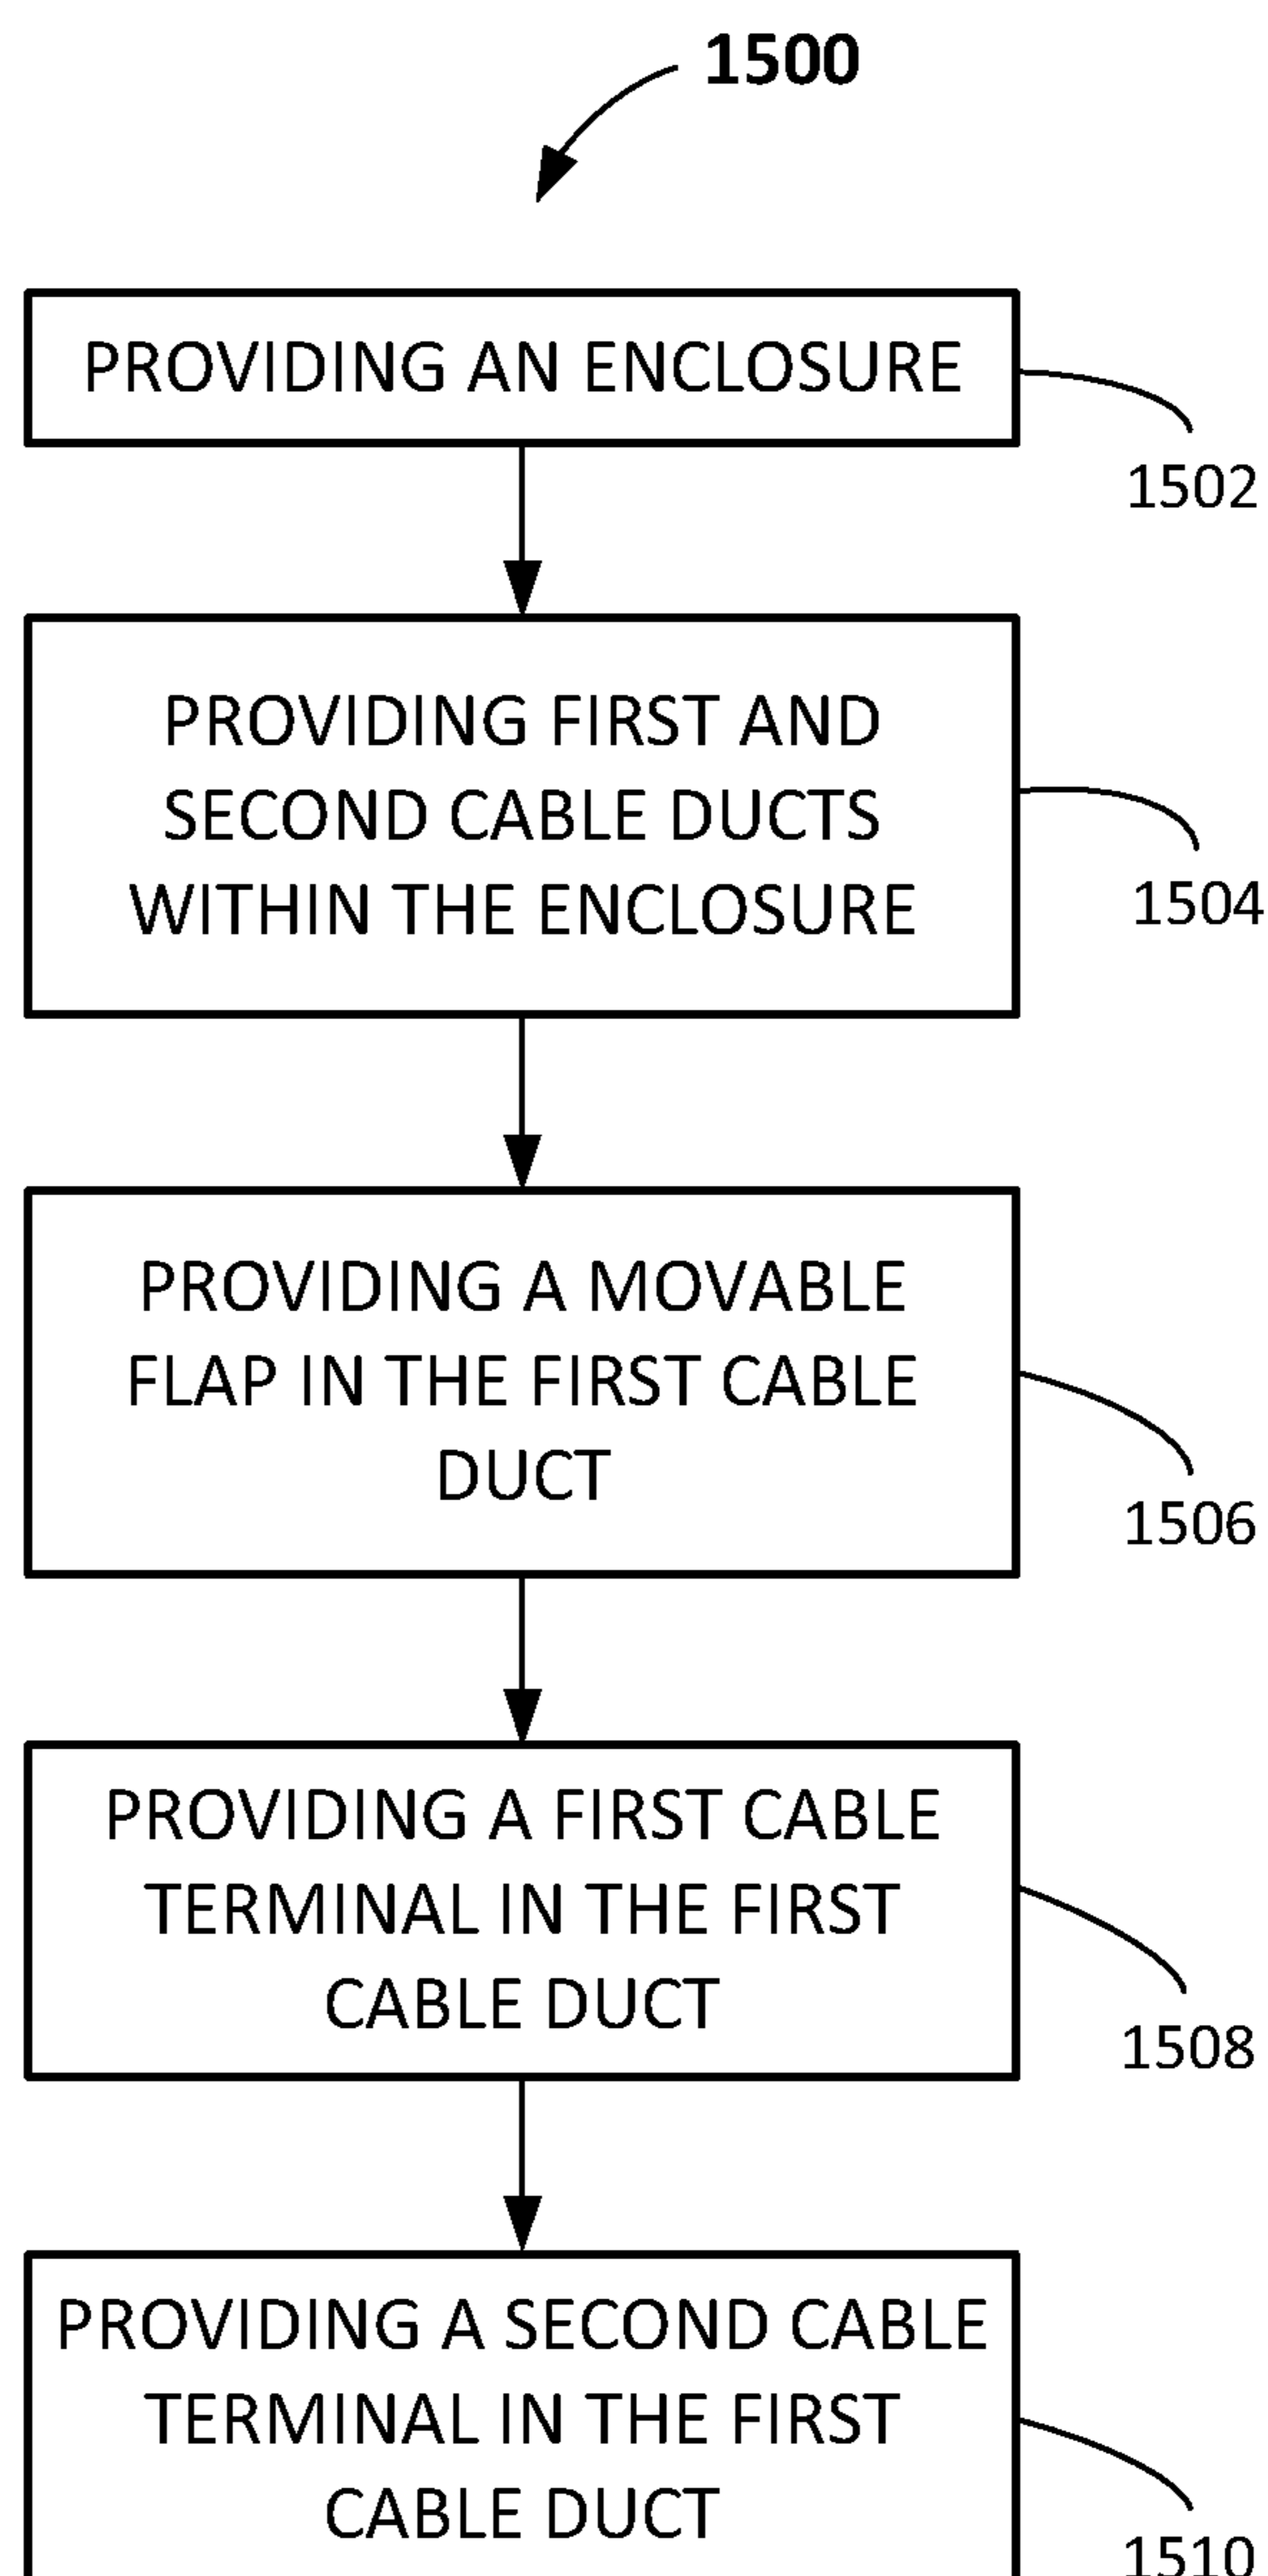 1500
PROVIDING AN ENCLOSURE
1502
PROVIDING FIRST AND
SECOND CABLE DUCTS
WITHIN THE ENCLOSURE
1504
PROVIDING A MOVABLE
FLAP IN THE FIRST CABLE
DUCT
1506
PROVIDING A FIRST CABLE
TERMINAL IN THE FIRST
CABLE DUCT
1508
PROVIDING A SECOND CABLE
TERMINAL IN THE FIRST
CABLE DUCT
1510